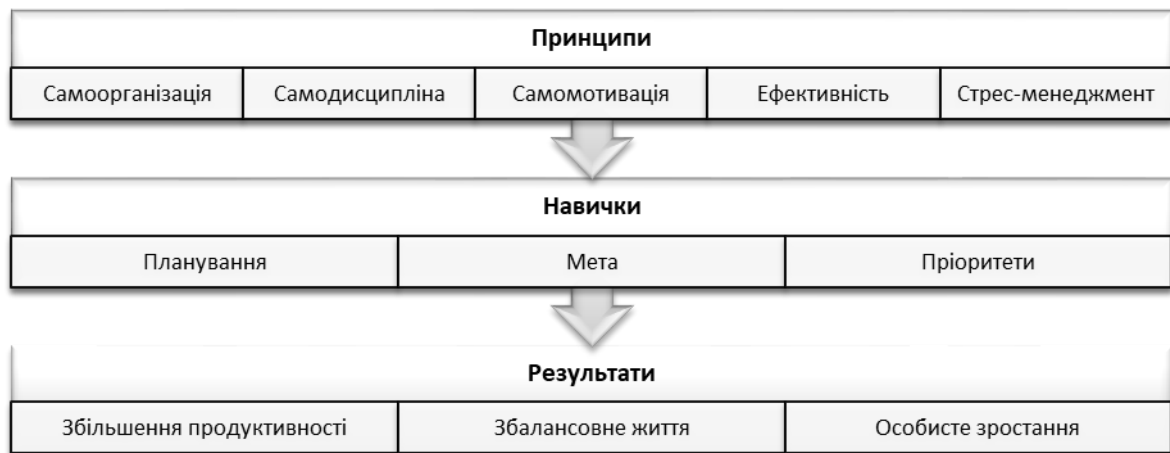 Принципи
Самоорганізація Самодисципліна Самомотивація Ефективність Стрес-менеджмент
Навички
Планування Мета Пріоритети
Результати
Збільшення продуктивності Збалансовне життя Особисте зростання